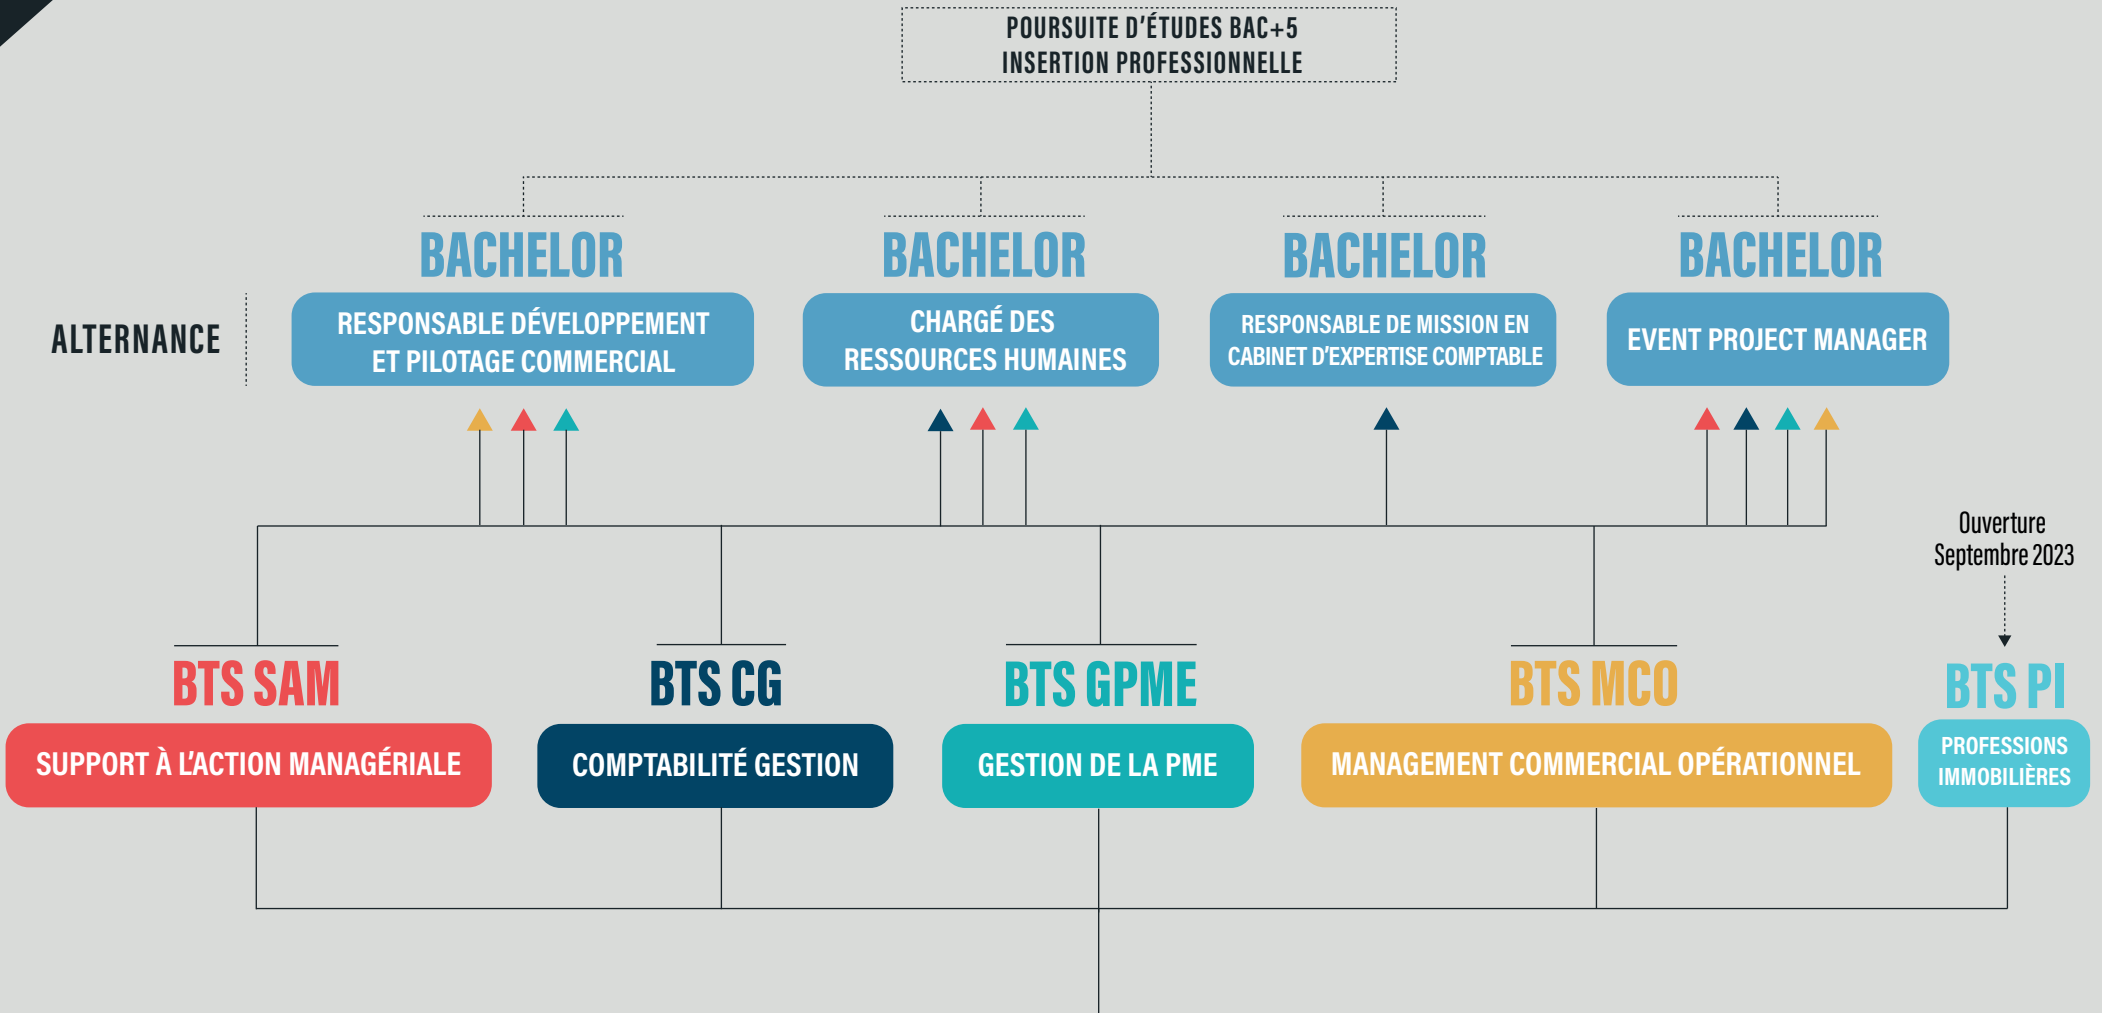 POURSUITE D'ÉTUDES BAC+5
INSERTION PROFESSIONNELLE
BACHELOR
BACHELOR
BACHELOR
BACHELOR
ALTERNANCE
RESPONSABLE DÉVELOPPEMENT
ET PILOTAGE COMMERCIAL
CHARGÉ DES
RESSOURCES HUMAINES
RESPONSABLE DE MISSION EN
CABINET D'EXPERTISE COMPTABLE
EVENT PROJECT MANAGER
Ouverture
Septembre 2023
BTS SAM
BTS CG
BTS GPME
BTS MCO
BTS PI
SUPPORT À L'ACTION MANAGÉRIALE
COMPTABILITÉ GESTION
GESTION DE LA PME
MANAGEMENT COMMERCIAL OPÉRATIONNEL
PROFESSIONS
IMMOBILIÈRES